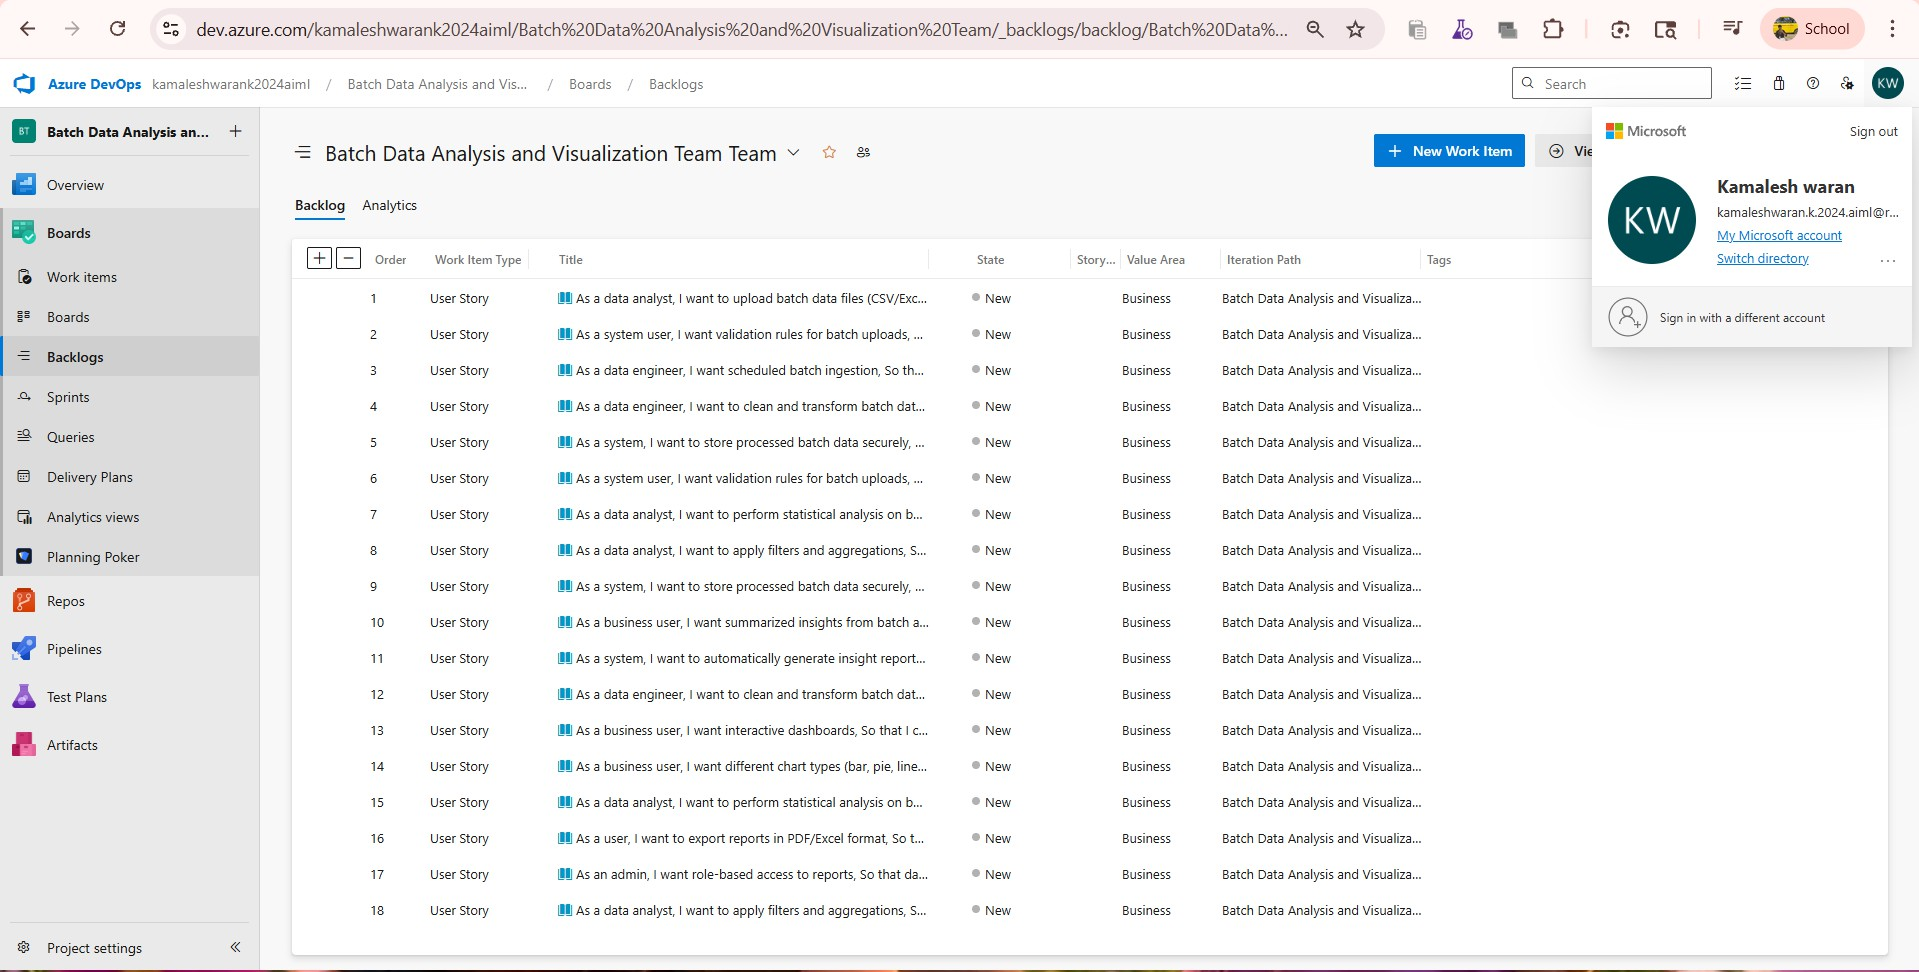 dev.azure.com/kamaleshwarank2024aiml/Batch%20Data%20Analysis%20and%20Visualization%20Team/_backlogs/backlog/Batch%20Data%...
School
Azure DevOps kamaleshwarank2024aiml / Batch Data Analysis and Vis... / Boards / Backlogs
Search
KW
BT Batch Data Analysis an...
Overview
Boards
Work items
Boards
Backlogs
Sprints
Queries
Delivery Plans
Analytics views
Planning Poker
Repos
Pipelines
Test Plans
Artifacts
Project settings
Batch Data Analysis and Visualization Team Team
New Work Item
Backlog Analytics
Order Work Item Type Title State Story... Value Area Iteration Path Tags
1 User Story As a data analyst, I want to upload batch data files (CSV/Exc... New Business Batch Data Analysis and Visualiza...
2 User Story As a system user, I want validation rules for batch uploads, ... New Business Batch Data Analysis and Visualiza...
3 User Story As a data engineer, I want scheduled batch ingestion, So th... New Business Batch Data Analysis and Visualiza...
4 User Story As a data engineer, I want to clean and transform batch dat... New Business Batch Data Analysis and Visualiza...
5 User Story As a system, I want to store processed batch data securely, ... New Business Batch Data Analysis and Visualiza...
6 User Story As a system user, I want validation rules for batch uploads, ... New Business Batch Data Analysis and Visualiza...
7 User Story As a data analyst, I want to perform statistical analysis on b... New Business Batch Data Analysis and Visualiza...
8 User Story As a data analyst, I want to apply filters and aggregations, S... New Business Batch Data Analysis and Visualiza...
9 User Story As a system, I want to store processed batch data securely, ... New Business Batch Data Analysis and Visualiza...
10 User Story As a business user, I want summarized insights from batch a... New Business Batch Data Analysis and Visualiza...
11 User Story As a system, I want to automatically generate insight report... New Business Batch Data Analysis and Visualiza...
12 User Story As a data engineer, I want to clean and transform batch dat... New Business Batch Data Analysis and Visualiza...
13 User Story As a business user, I want interactive dashboards, So that I c... New Business Batch Data Analysis and Visualiza...
14 User Story As a business user, I want different chart types (bar, pie, line... New Business Batch Data Analysis and Visualiza...
15 User Story As a data analyst, I want to perform statistical analysis on b... New Business Batch Data Analysis and Visualiza...
16 User Story As a user, I want to export reports in PDF/Excel format, So t... New Business Batch Data Analysis and Visualiza...
17 User Story As an admin, I want role-based access to reports, So that da... New Business Batch Data Analysis and Visualiza...
18 User Story As a data analyst, I want to apply filters and aggregations, S... New Business Batch Data Analysis and Visualiza...
Microsoft Sign out
KW
Kamalesh waran
kamaleshwaran.k.2024.aiml@r...
My Microsoft account
Switch directory
Sign in with a different account